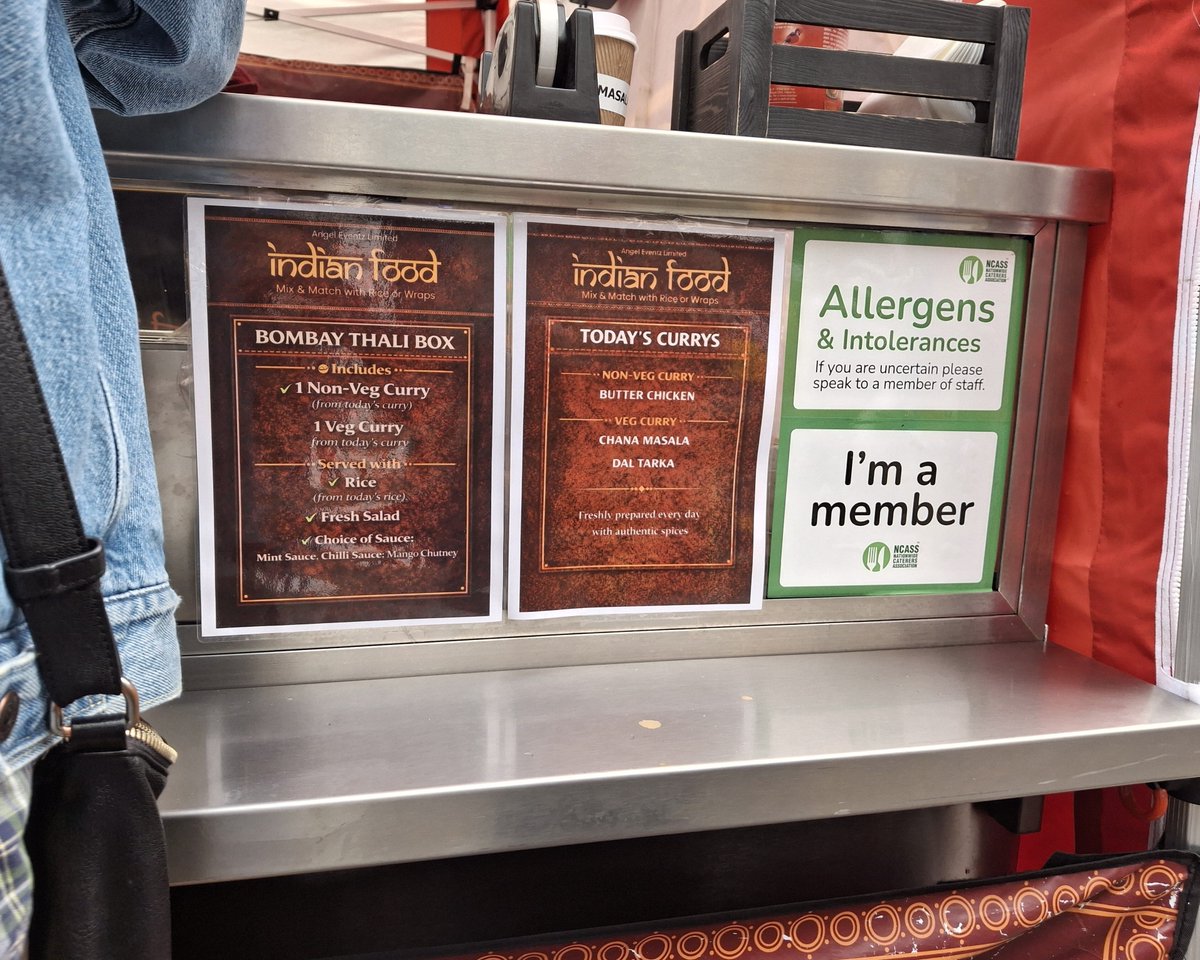 MASAL
Angel Eventz Limited
indian food
Mix & Match with Rice or Wraps
BOMBAY THALI BOX
Includes
1 Non-Veg Curry
(from today's curry)
1 Veg Curry
from today's curry
Served with
Rice
(from today's rice)
Fresh Salad
Choice of Sauce:
Mint Sauce, Chilli Sauce; Mango Chutney
Angel Eventz Limited
indian food
Mix & Match with Rice or Wraps
TODAY'S CURRYS
NON-VEG CURRY
BUTTER CHICKEN
VEG CURRY
CHANA MASALA
DAL TARKA
Freshly prepared every day
with authentic spices
NCASS
NATIONWIDE
CATERERS
ASSOCIATION
Allergens
& Intolerances
If you are uncertain please
speak to a member of staff.
I'm a
member
NCASS
NATIONWIDE
CATERERS
ASSOCIATION